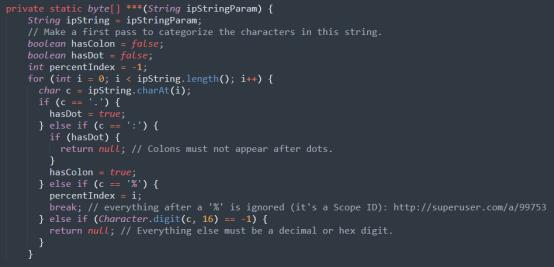 private static byte[] ***(String ipStringParam) {
String ipString = ipStringParam;
// Make a first pass to categorize the characters in this string.
boolean hasColon = false;
boolean hasDot = false;
int percentIndex = -1;
for (int i = 0; i < ipString.length(); i++) {
char c = ipString.charAt(i);
if (c == '.') {
hasDot = true;
} else if (c == ':') {
if (hasDot) {
return null; // Colons must not appear after dots.
}
hasColon = true;
} else if (c == '%') {
percentIndex = i;
break; // everything after a '%' is ignored (it's a Scope ID): http://superuser.com/a/99753
} else if (Character.digit(c, 16) == -1) {
return null; // Everything else must be a decimal or hex digit.
}
}